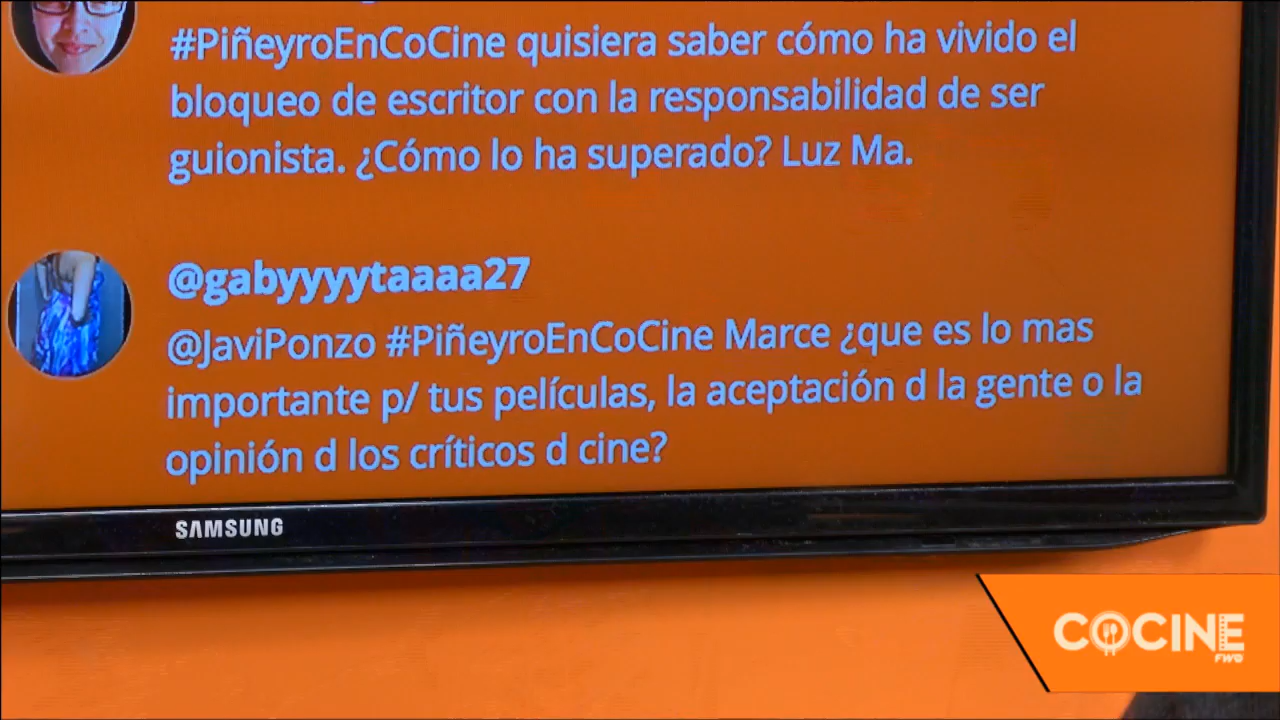 #PiñeyroEnCoCine quisiera saber cómo ha vivido el
bloqueo de escritor con la responsabilidad de ser
guionista. ¿Cómo lo ha superado? Luz Ma.
@gabyyyytaaaa27
@JaviPonzo #PiñeyroEnCoCine Marce ¿que es lo mas
importante p/ tus películas, la aceptación d la gente o la
opinión d los críticos d cine?
SAMSUNG
COCINE
FWD